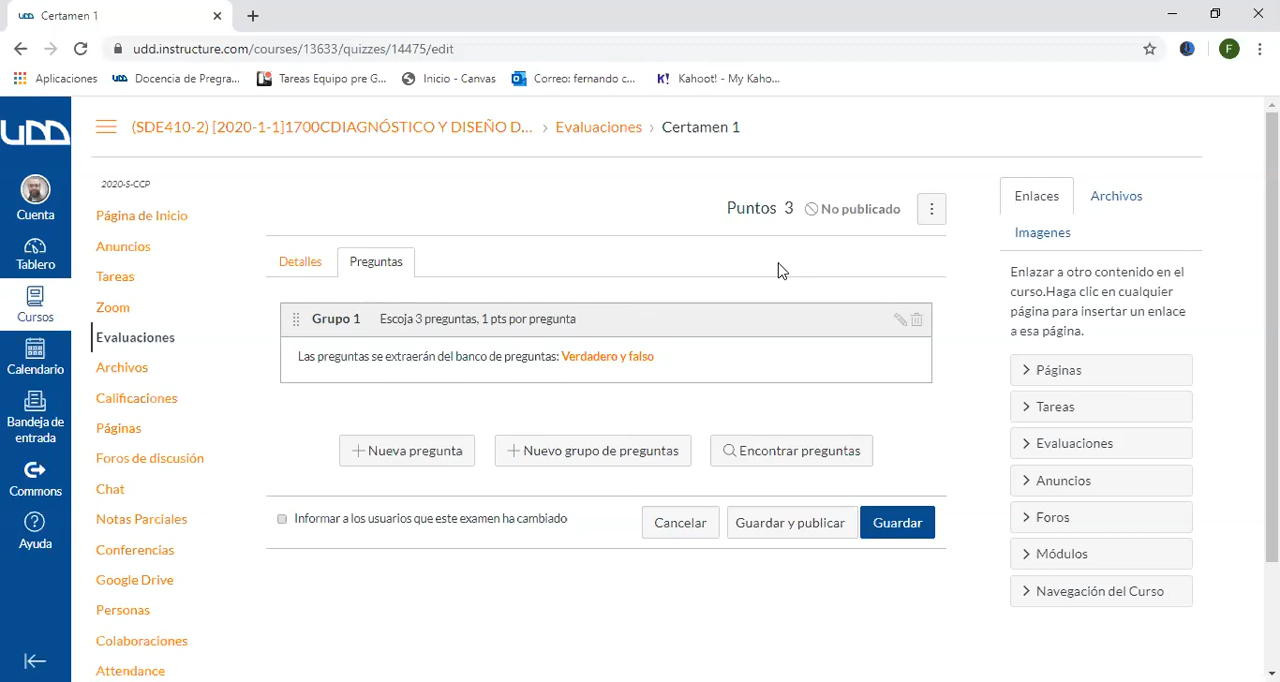 Certamen 1
udd.instructure.com/courses/13633/quizzes/14475/edit
F
Aplicaciones
Docencia de Pregra...
Tareas Equipo pre G...
Inicio - Canvas
Correo: fernando c...
K! Kahoot! - My Kaho...
UDD
Cuenta
Tablero
Cursos
Calendario
Bandeja de
entrada
Commons
Ayuda
(SDE410-2) [2020-1-1]1700CDIAGNÓSTICO Y DISEÑO D... › Evaluaciones › Certamen 1
2020-S-CCP
Página de Inicio
Anuncios
Tareas
Zoom
Evaluaciones
Archivos
Calificaciones
Páginas
Foros de discusión
Chat
Notas Parciales
Conferencias
Google Drive
Personas
Colaboraciones
Attendance
Puntos 3 No publicado
Detalles Preguntas
Grupo 1 Escoja 3 preguntas, 1 pts por pregunta
Las preguntas se extraerán del banco de preguntas: Verdadero y falso
Nueva pregunta
Nuevo grupo de preguntas
Encontrar preguntas
Informar a los usuarios que este examen ha cambiado
Cancelar
Guardar y publicar
Guardar
Enlaces
Archivos
Imagenes
Enlazar a otro contenido en el
curso.Haga clic en cualquier
página para insertar un enlace
a esa página.
Páginas
Tareas
Evaluaciones
Anuncios
Foros
Módulos
Navegación del Curso